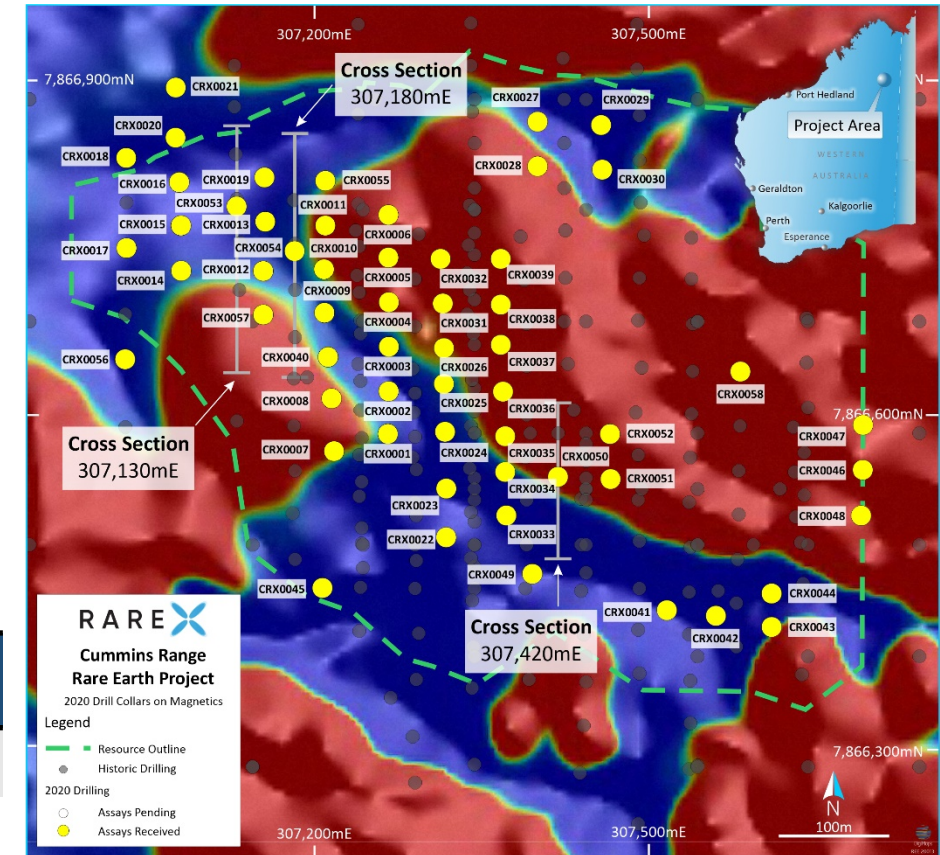 307,200mE
307,500mE
7,866,900mN
Cross Section
307,180mE
Port Hedland
Project Area
WESTERN
AUSTRALIA
Geraldton
Kalgoorlie
Perth
Esperance
CRX0021
CRX0027
CRX0029
CRX0020
CRX0018
CRX0028
CRX0030
CRX0016
CRX0019
CRX0055
CRX0053
CRX0011
CRX0015
CRX0013
CRX0006
CRX0017
CRX0054
CRX0010
CRX0014
CRX0012
CRX0005
CRX0032
CRX0039
CRX0009
CRX0057
CRX0004
CRX0031
CRX0038
CRX0056
CRX0040
CRX0003
CRX0026
CRX0037
CRX0058
CRX0008
CRX0002
CRX0025
CRX0036
7,866,600mN
Cross Section
307,130mE
CRX0007
CRX0001
CRX0024
CRX0035
CRX0050
CRX0052
CRX0047
CRX0046
CRX0034
CRX0051
CRX0023
CRX0048
CRX0033
CRX0022
CRX0049
CRX0045
CRX0044
CRX0041
CRX0042
CRX0043
Cross Section
307,420mE
RAREX
Cummins Range
Rare Earth Project
2020 Drill Collars on Magnetics
Legend
Resource Outline
Historic Drilling
2020 Drilling
Assays Pending
Assays Received
7,866,300mN
N
100m
307,200mE
307,500mE